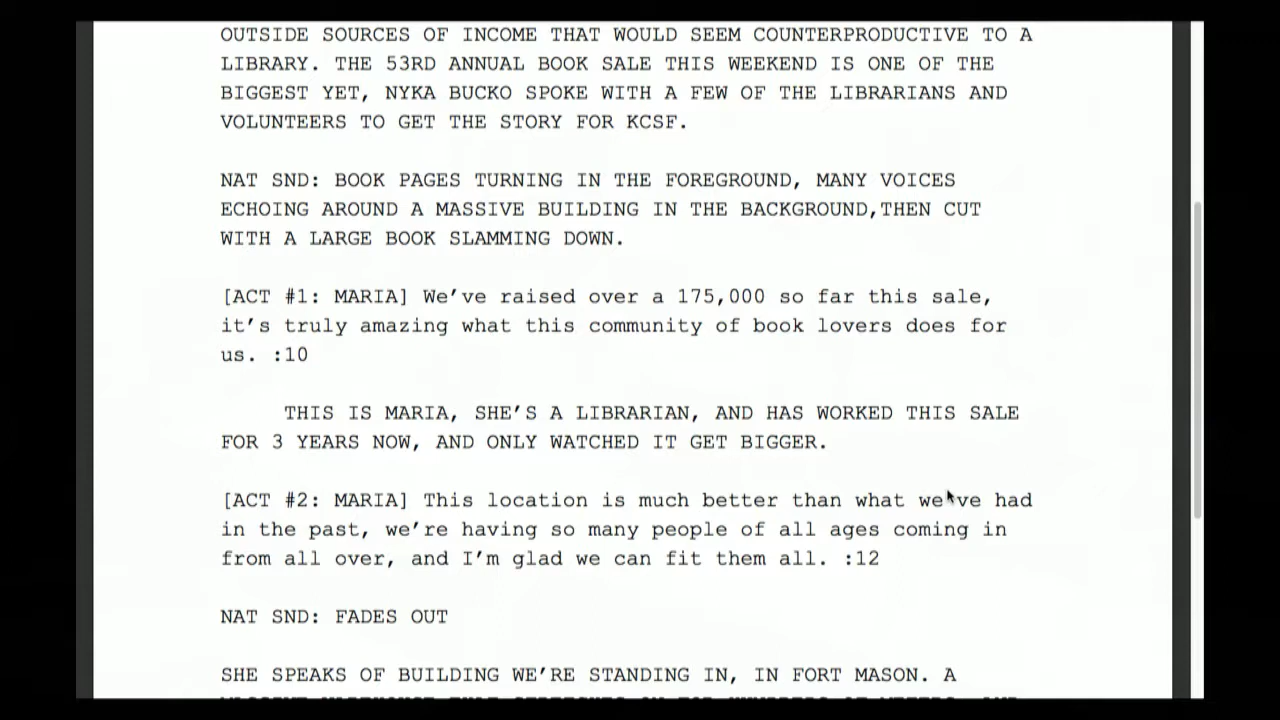 OUTSIDE SOURCES OF INCOME THAT WOULD SEEM COUNTERPRODUCTIVE TO A
LIBRARY. THE 53RD ANNUAL BOOK SALE THIS WEEKEND IS ONE OF THE
BIGGEST YET, NYKA BUCKO SPOKE WITH A FEW OF THE LIBRARIANS AND
VOLUNTEERS TO GET THE STORY FOR KCSF.
NAT SND: BOOK PAGES TURNING IN THE FOREGROUND, MANY VOICES
ECHOING AROUND A MASSIVE BUILDING IN THE BACKGROUND,THEN CUT
WITH A LARGE BOOK SLAMMING DOWN.
[ACT #1: MARIA] We’ve raised over a 175,000 so far this sale,
it’s truly amazing what this community of book lovers does for
us. :10
THIS IS MARIA, SHE’S A LIBRARIAN, AND HAS WORKED THIS SALE
FOR 3 YEARS NOW, AND ONLY WATCHED IT GET BIGGER.
[ACT #2: MARIA] This location is much better than what we’ve had
in the past, we’re having so many people of all ages coming in
from all over, and I’m glad we can fit them all. :12
NAT SND: FADES OUT
SHE SPEAKS OF BUILDING WE’RE STANDING IN, IN FORT MASON. A